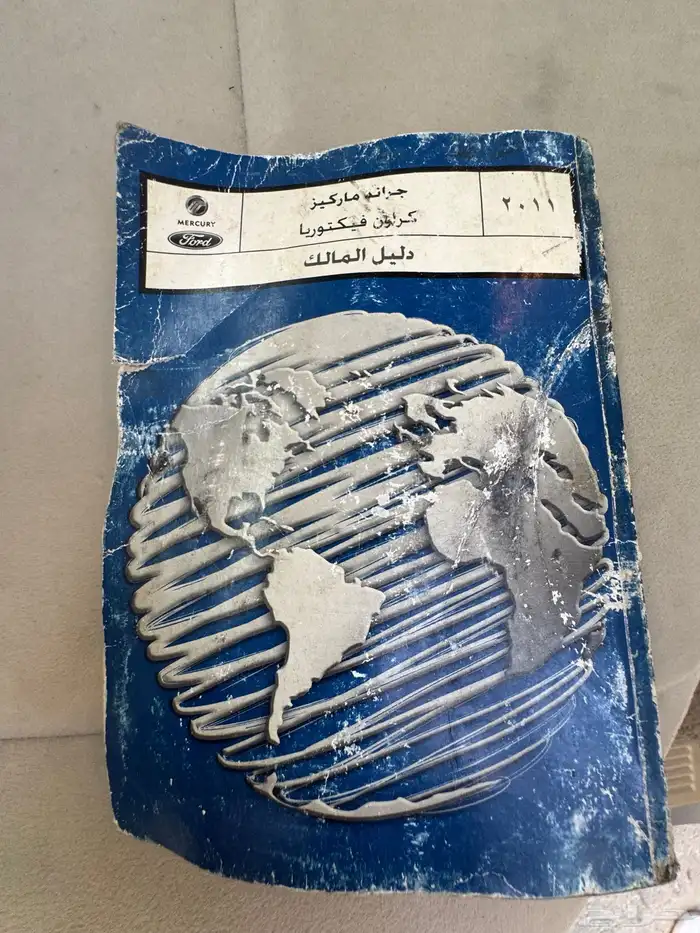 MERCURY
Ford
جراند ماركيز
كراون فيكتوريا
٢٠١١
دليل المالك